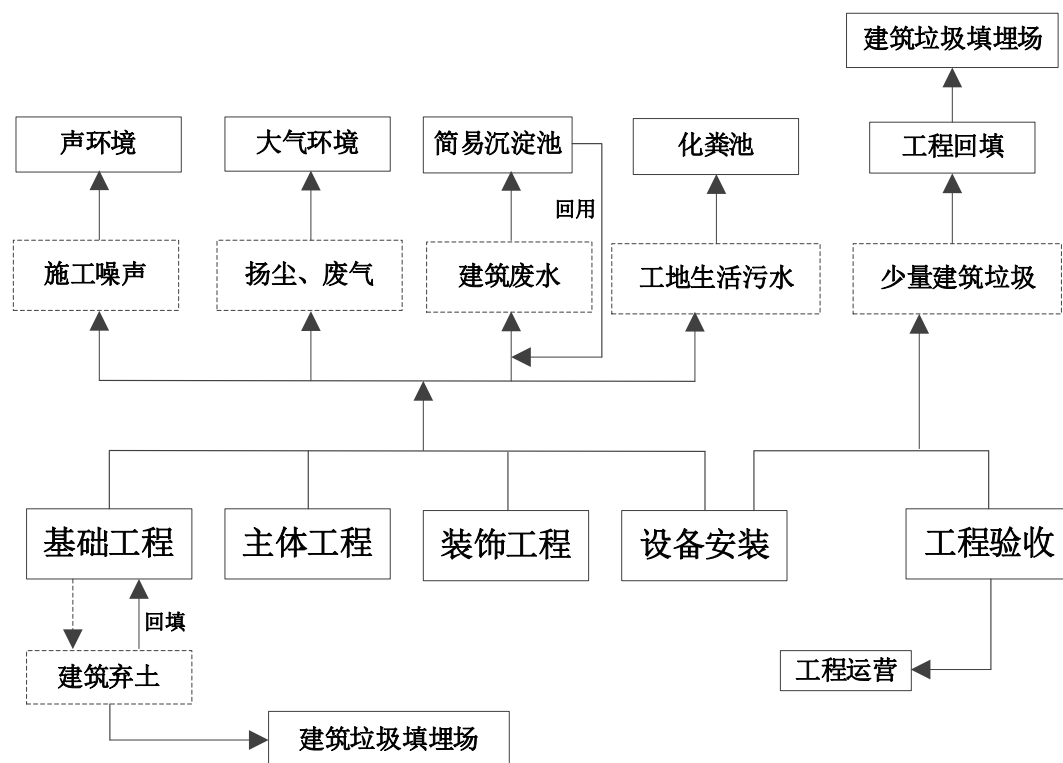 建筑垃圾填埋场
声环境
大气环境
简易沉淀池
化粪池
工程回填
回用
施工噪声
扬尘、废气
建筑废水
工地生活污水
少量建筑垃圾
基础工程
主体工程
装饰工程
设备安装
工程验收
回填
建筑弃土
工程运营
建筑垃圾填埋场